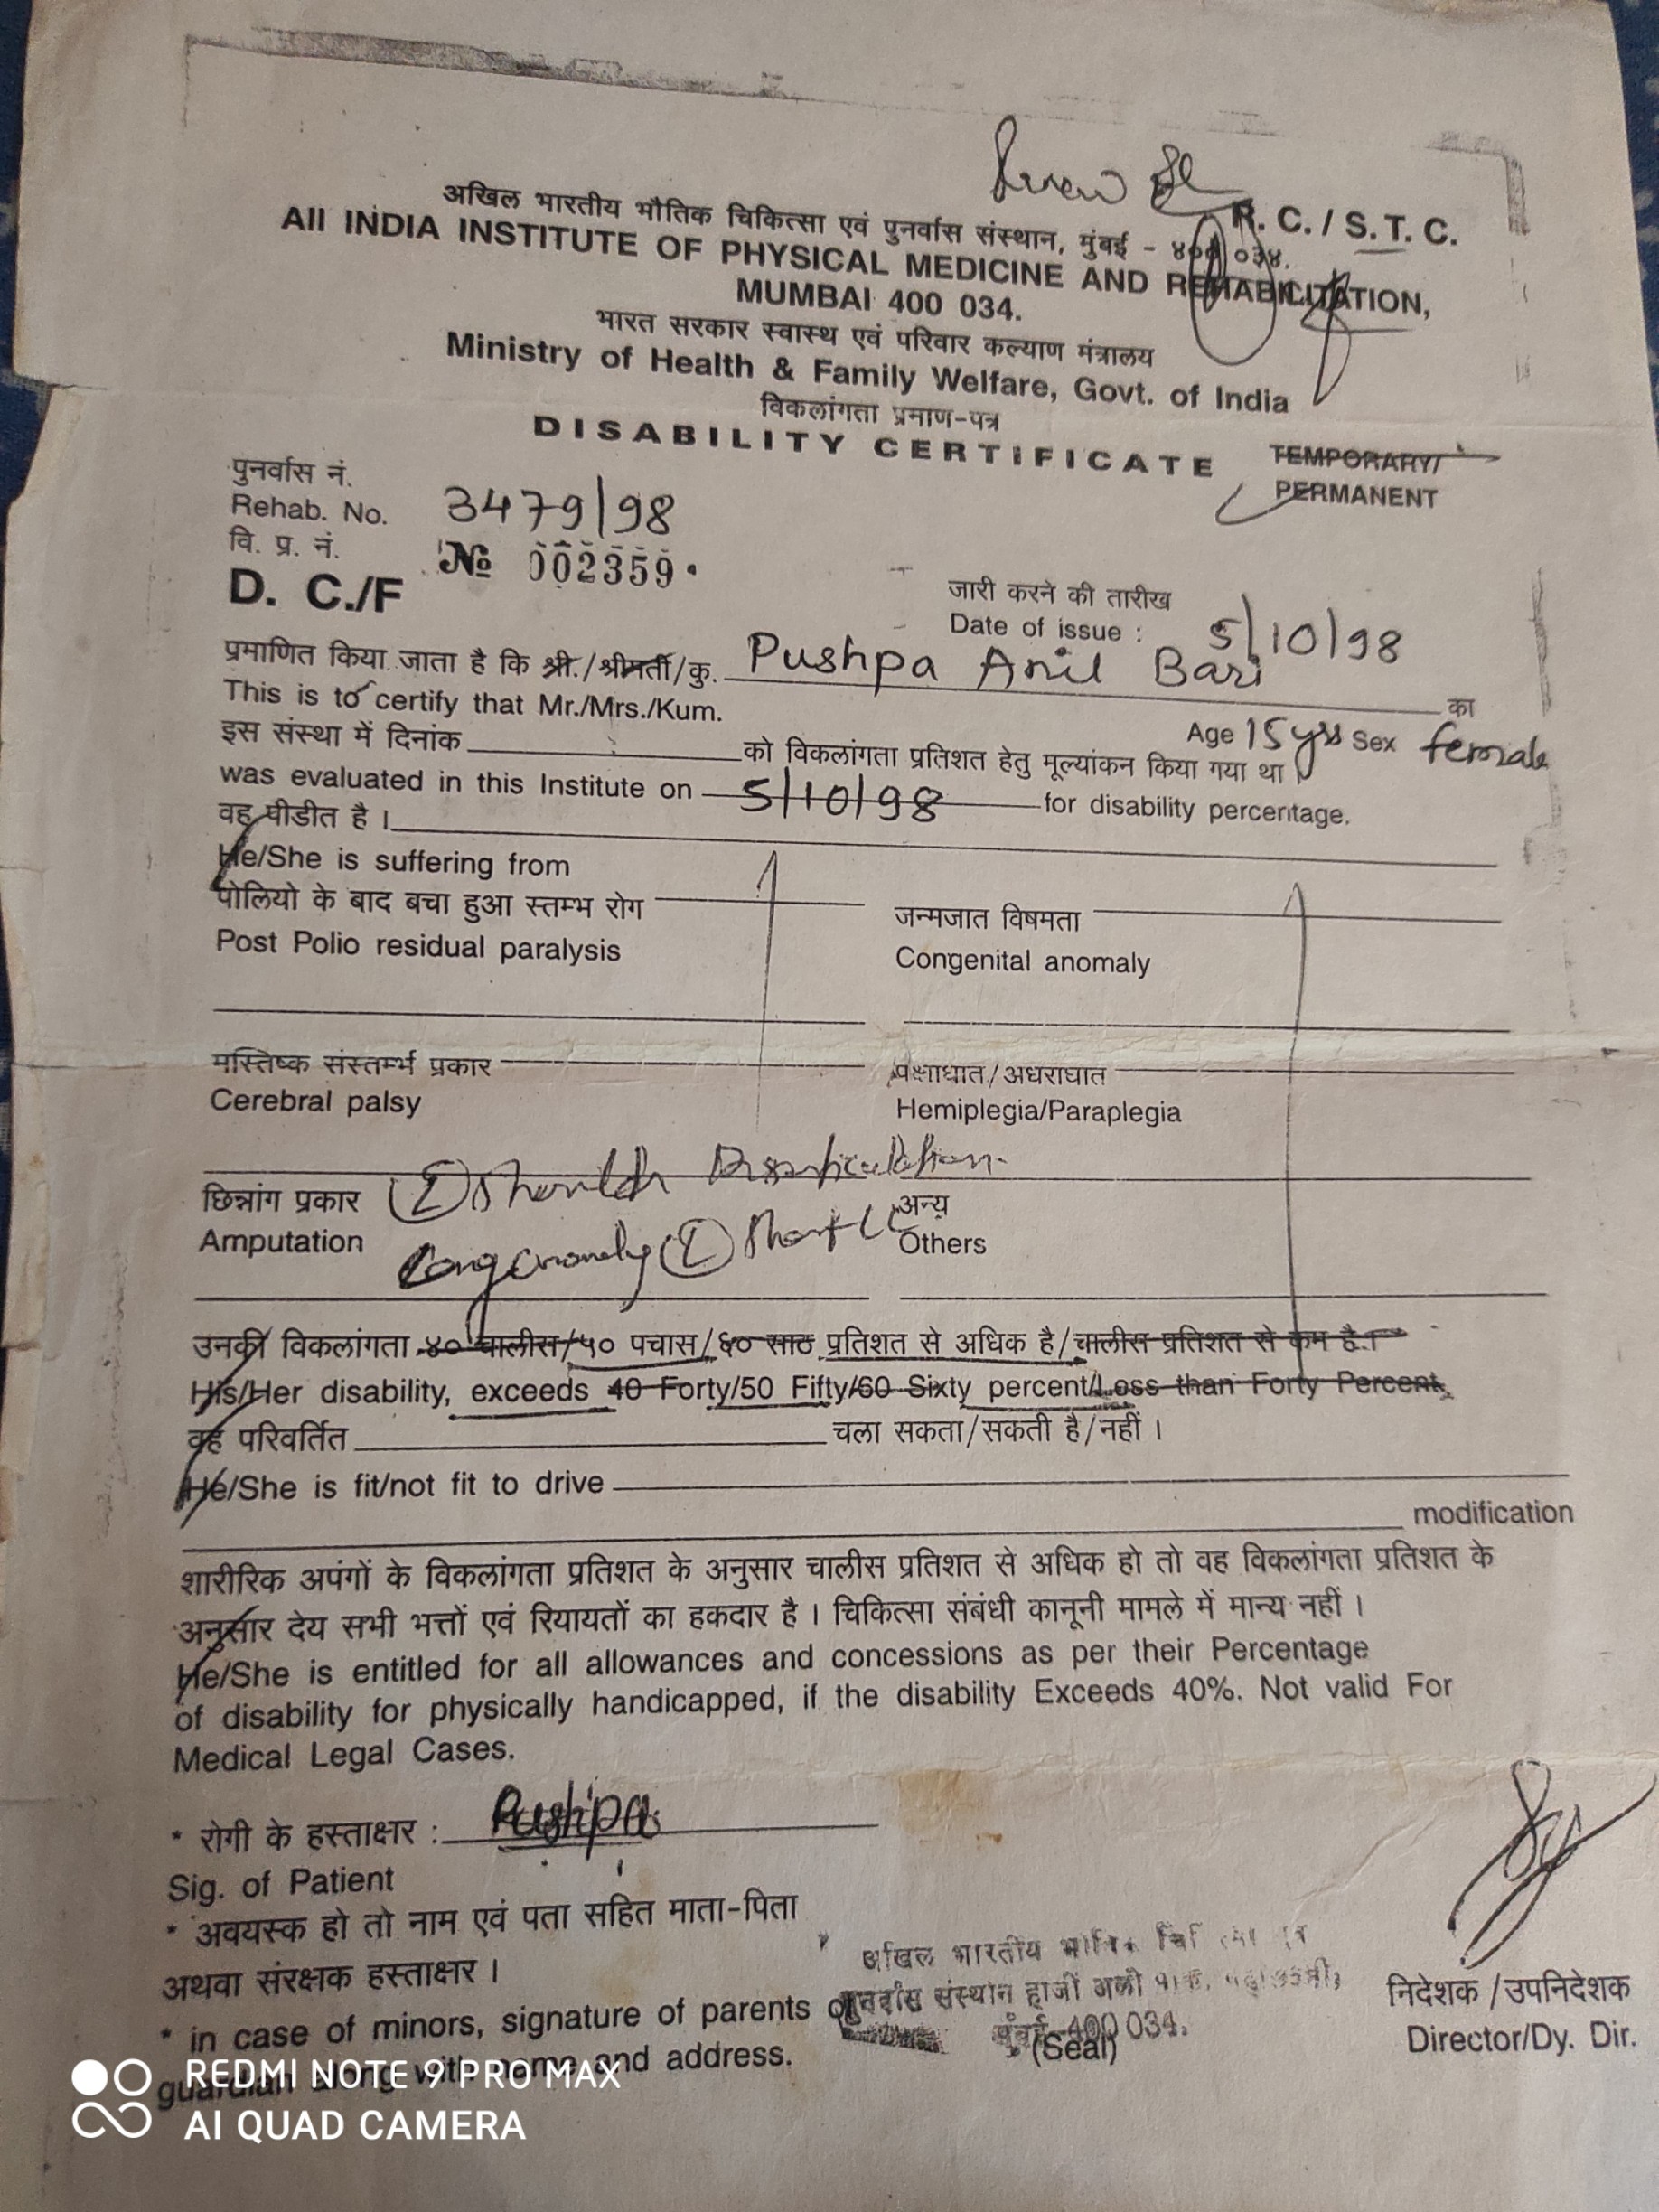 R. C. / S. T. C.
अखिल भारतीय भौतिक चिकित्सा एवं पुनर्वास संस्थान, मुंबई - ४०० ०३४.
All INDIA INSTITUTE OF PHYSICAL MEDICINE AND REHABILITATION,
MUMBAI 400 034.
भारत सरकार स्वास्थ एवं परिवार कल्याण मंत्रालय
Ministry of Health & Family Welfare, Govt. of India
विकलांगता प्रमाण-पत्र
DISABILITY CERTIFICATE
TEMPORARY/
PERMANENT
पुनर्वास नं.
Rehab. No. 3479/98
वि. प्र. नं.
D. C./F № 002359
जारी करने की तारीख
Date of issue : 5/10/98
प्रमाणित किया जाता है कि श्री./श्रीमती/कु. Pushpa Anil Bari का
This is to certify that Mr./Mrs./Kum.
Age 15 yrs Sex female
इस संस्था में दिनांक को विकलांगता प्रतिशत हेतु मूल्यांकन किया गया था।
was evaluated in this Institute on 5/10/98 for disability percentage.
वह पीडीत है।
He/She is suffering from
पोलियो के बाद बचा हुआ स्तम्भ रोग
Post Polio residual paralysis
जन्मजात विषमता
Congenital anomaly
मस्तिष्क संस्तम्र्भ प्रकार
Cerebral palsy
पक्षाघात/अधराघात
Hemiplegia/Paraplegia
छिन्नांग प्रकार Disarticulation
Amputation
अन्य
Others
उनकी विकलांगता ४० चालीस/५० पचास/६० साठ प्रतिशत से अधिक है/चालीस प्रतिशत से कम है।
His/Her disability, exceeds 40 Forty/50 Fifty/60 Sixty percent/Less than Forty Percent
वह परिवर्तित चला सकता/सकती है/नहीं।
He/She is fit/not fit to drive
modification
शारीरिक अपंगों के विकलांगता प्रतिशत के अनुसार चालीस प्रतिशत से अधिक हो तो वह विकलांगता प्रतिशत के
अनुसार देय सभी भत्तों एवं रियायतों का हकदार है। चिकित्सा संबंधी कानूनी मामले में मान्य नहीं।
He/She is entitled for all allowances and concessions as per their Percentage
of disability for physically handicapped, if the disability Exceeds 40%. Not valid For
Medical Legal Cases.
* रोगी के हस्ताक्षर : Pushpa
Sig. of Patient
* अवयस्क हो तो नाम एवं पता सहित माता-पिता
अथवा संरक्षक हस्ताक्षर।
* in case of minors, signature of parents or
guardian along with name and address.
अखिल भारतीय
पुनर्वास संस्थान हाजी अली
मुंबई-400 034.
(Seal)
निदेशक/उपनिदेशक
Director/Dy. Dir.
REDMI NOTE 9 PRO MAX
AI QUAD CAMERA